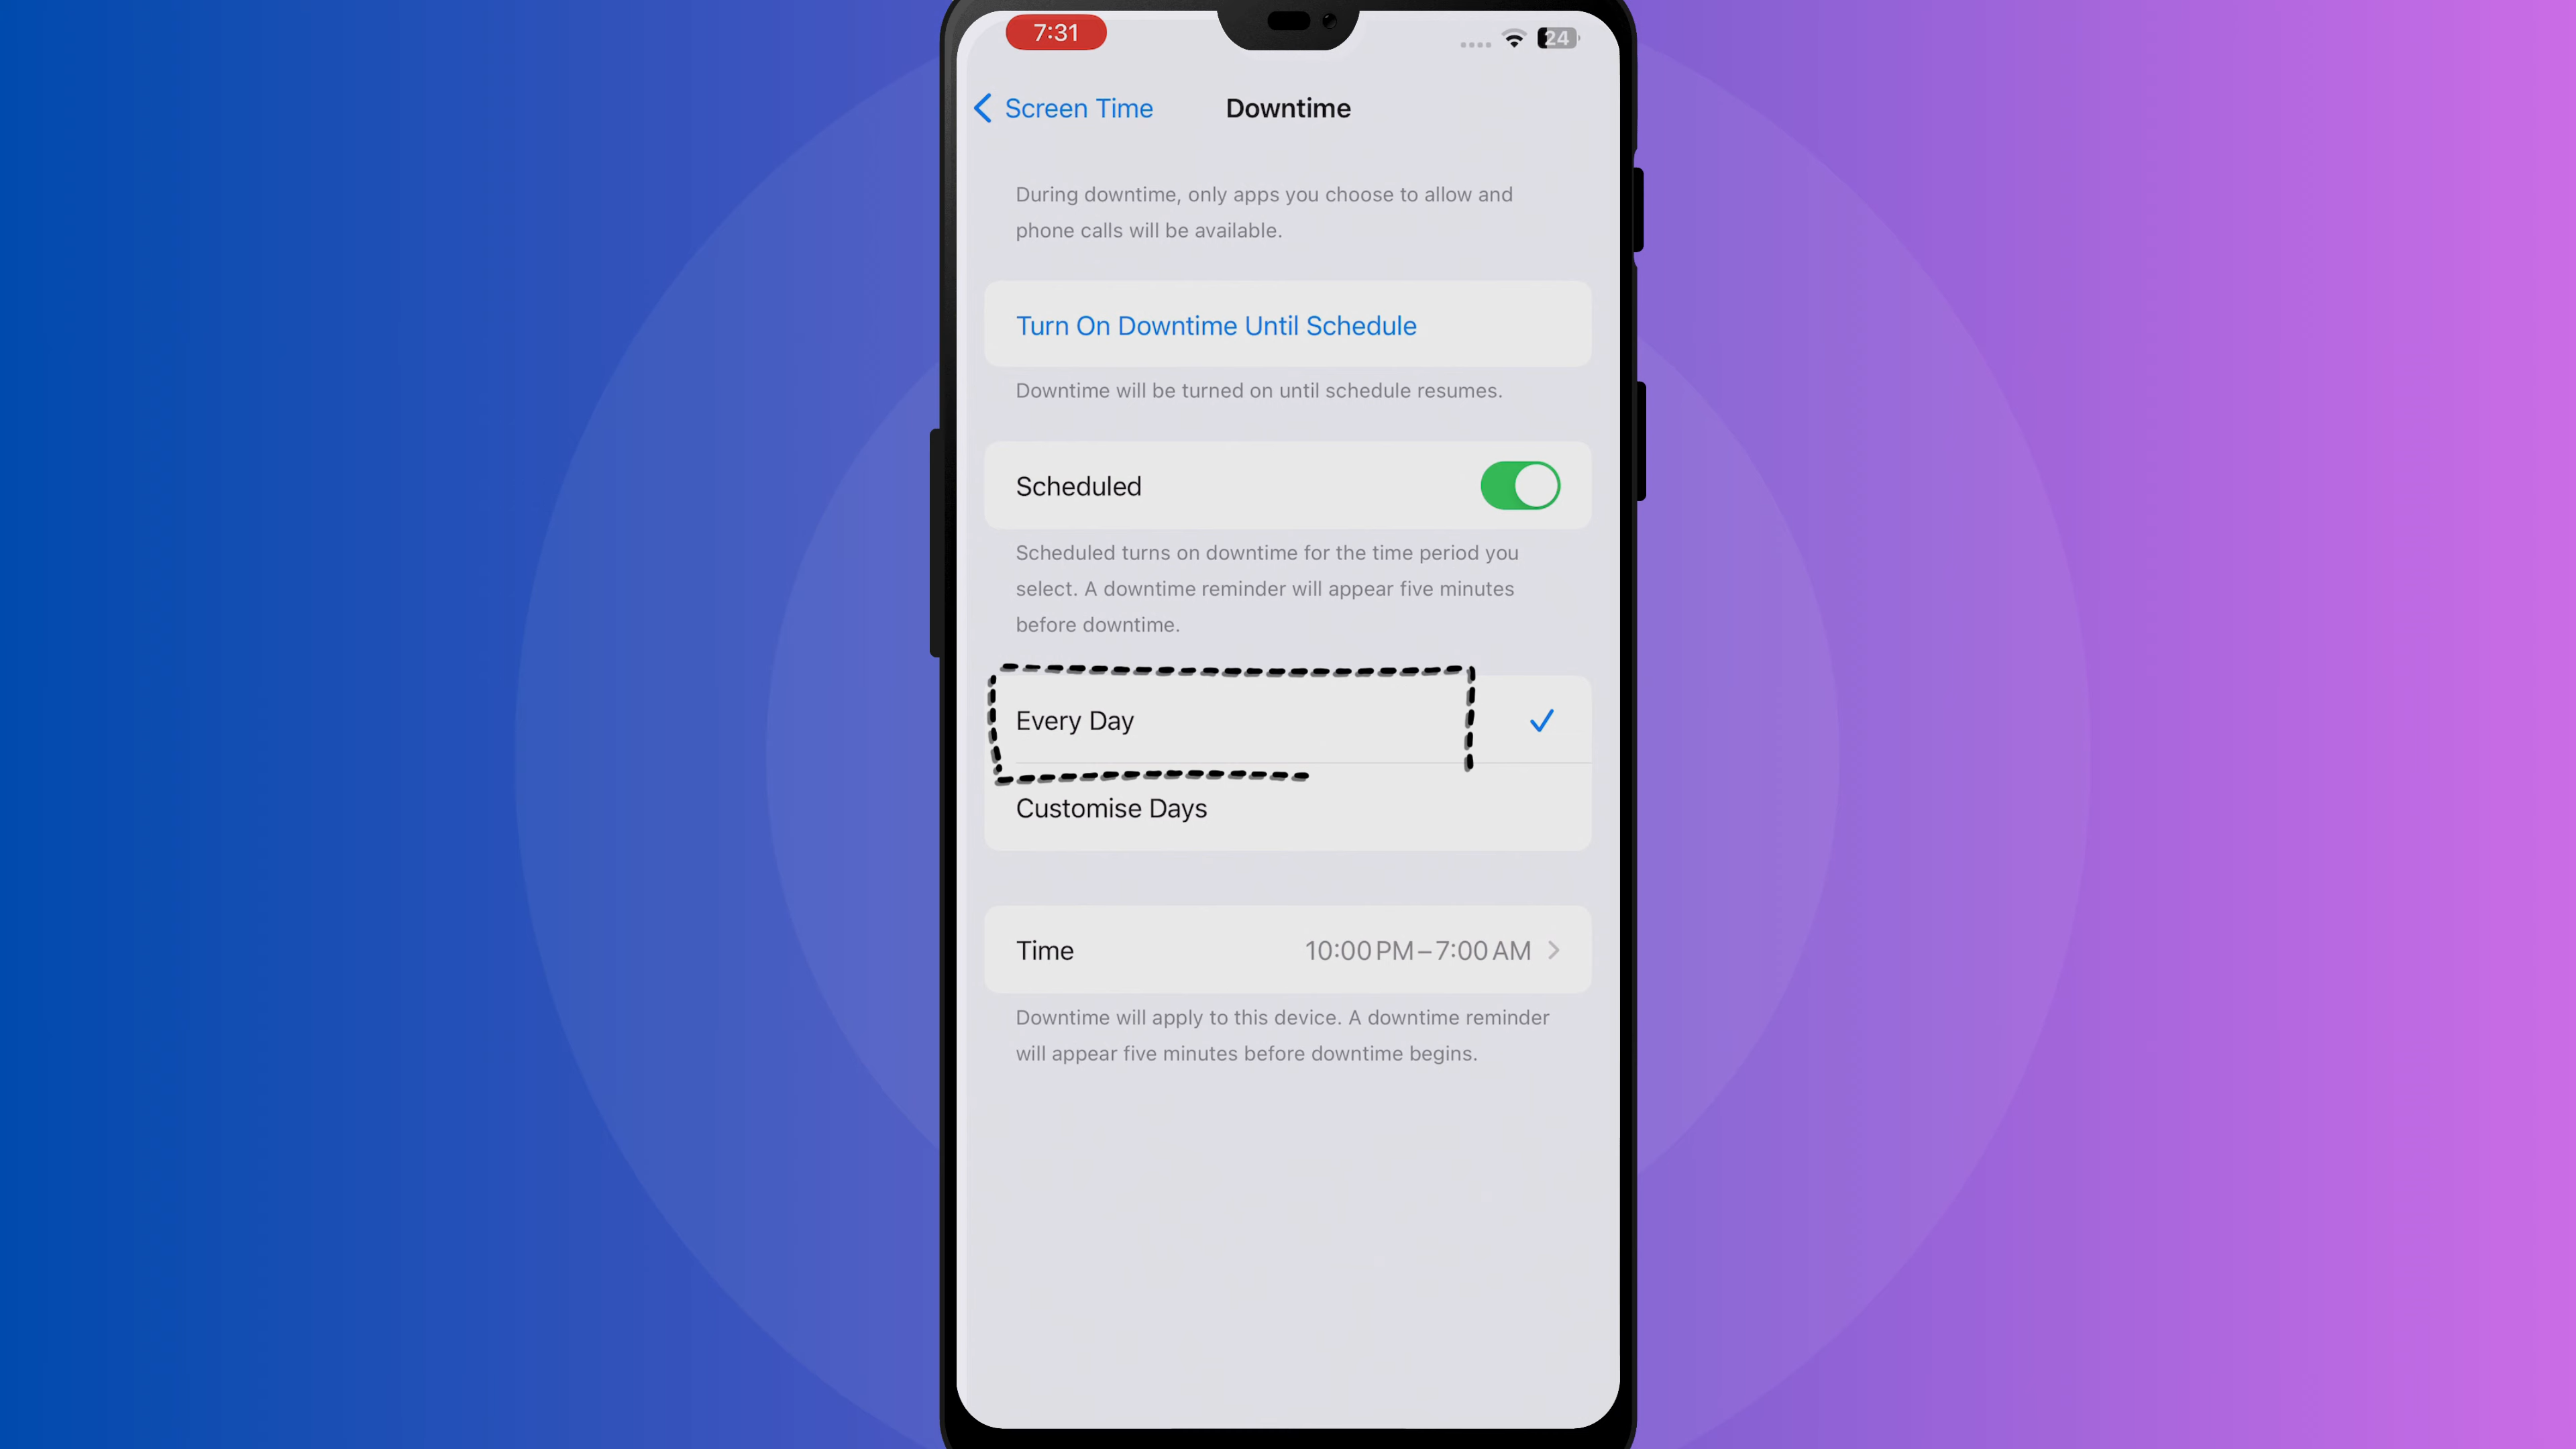 7:31
24
Screen Time
Downtime
During downtime, only apps you choose to allow and
phone calls will be available.
Turn On Downtime Until Schedule
Downtime will be turned on until schedule resumes.
Scheduled
Scheduled turns on downtime for the time period you
select. A downtime reminder will appear five minutes
before downtime.
Every Day
Customise Days
Time
10:00 PM – 7:00 AM
Downtime will apply to this device. A downtime reminder
will appear five minutes before downtime begins.